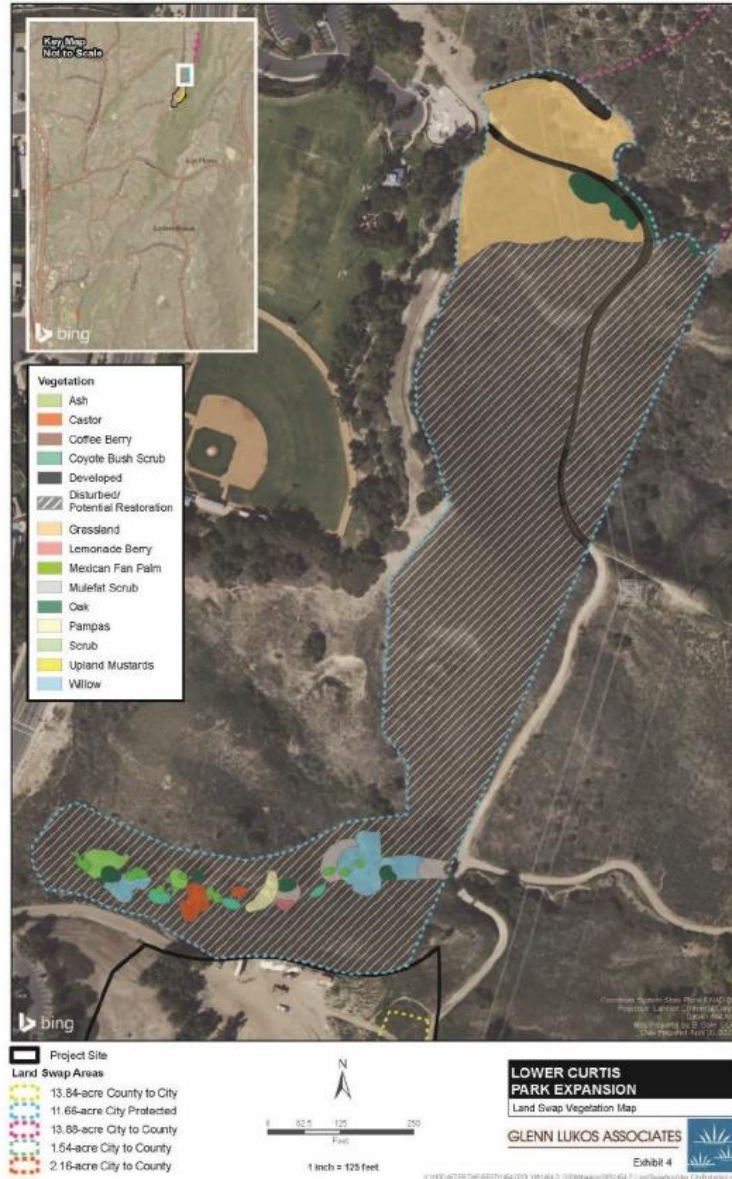 Key Map
Not to Scale
bing
Vegetation
Ash
Castor
Coffee Berry
Coyote Bush Scrub
Developed
Disturbed/
Potential Restoration
Grassland
Lemonade Berry
Mexican Fan Palm
Mulefat Scrub
Oak
Pampas
Scrub
Upland Mustards
Willow
bing
Project Site
Land Swap Areas
13.84-acre County to City
11.66-acre City Protected
13.88-acre City to County
1.54-acre City to County
2.16-acre City to County
N
0 62.5 125 250
Feet
1 inch = 125 feet
LOWER CURTIS
PARK EXPANSION
Land Swap Vegetation Map
GLENN LUKOS ASSOCIATES
Exhibit 4